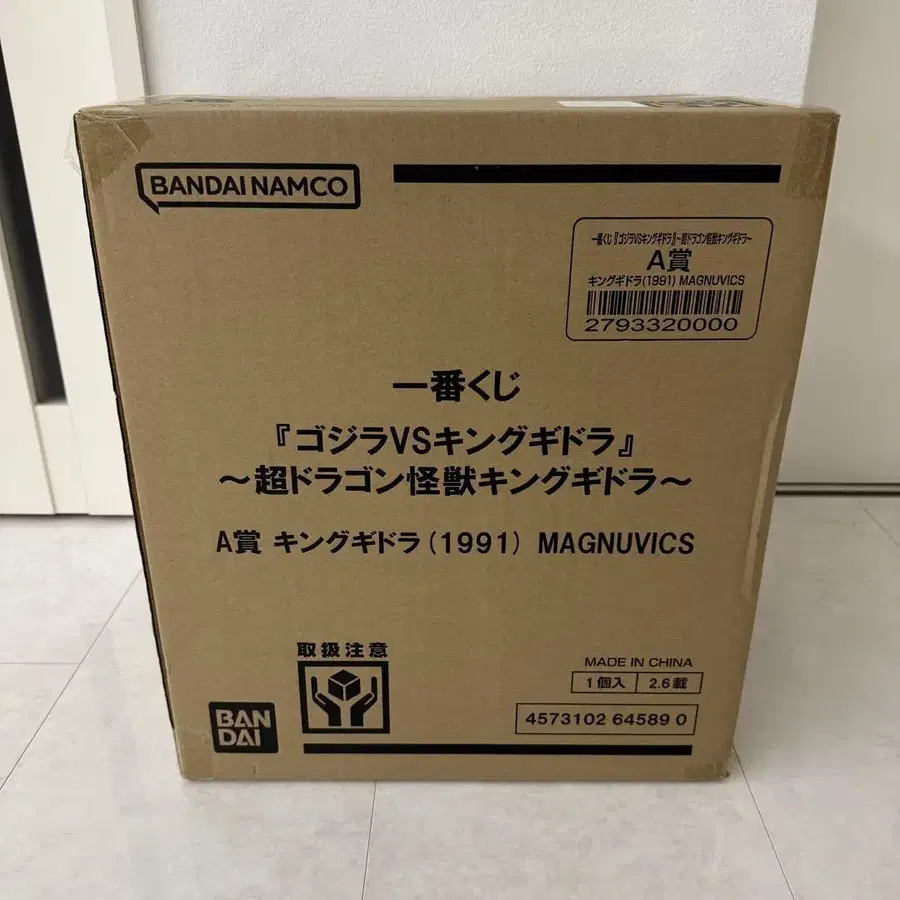 BANDAI NAMCO
一番くじ『ゴジラVSキングギドラ』~超ドラゴン怪獣キングギドラ~
A賞
キングギドラ(1991) MAGNUVICS
2793320000
一番くじ
『ゴジラVSキングギドラ』
~超ドラゴン怪獣キングギドラ~
A賞 キングギドラ(1991) MAGNUVICS
取扱注意
MADE IN CHINA
1個入 2.6載
BAN
DAI
4573102 64589 0